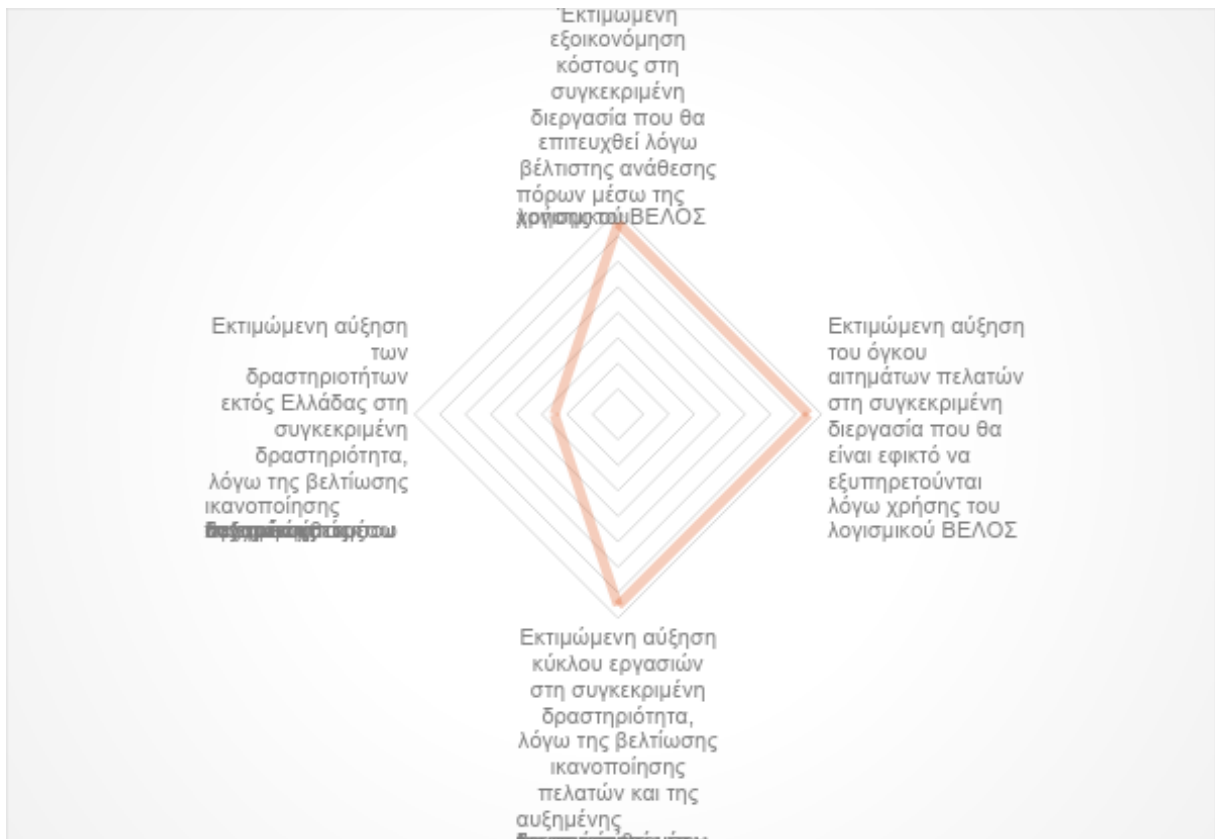 Εκτιμώμενη
εξοικονόμηση
κόστους στη
συγκεκριμένη
διεργασία που θα
επιτευχθεί λόγω
βέλτιστης ανάθεσης
πόρων μέσω της
ΒΕΛΟΣ
Εκτιμώμενη αύξηση
των
δραστηριοτήτων
εκτός Ελλάδας στη
συγκεκριμένη
δραστηριότητα,
λόγω της βελτίωσης
ικανοποίησης
Εκτιμώμενη αύξηση
του όγκου
αιτημάτων πελατών
στη συγκεκριμένη
διεργασία που θα
είναι εφικτό να
εξυπηρετούνται
λόγω χρήσης του
λογισμικού ΒΕΛΟΣ
Εκτιμώμενη αύξηση
κύκλου εργασιών
στη συγκεκριμένη
δραστηριότητα,
λόγω της βελτίωσης
ικανοποίησης
πελατών και της
αυξημένης